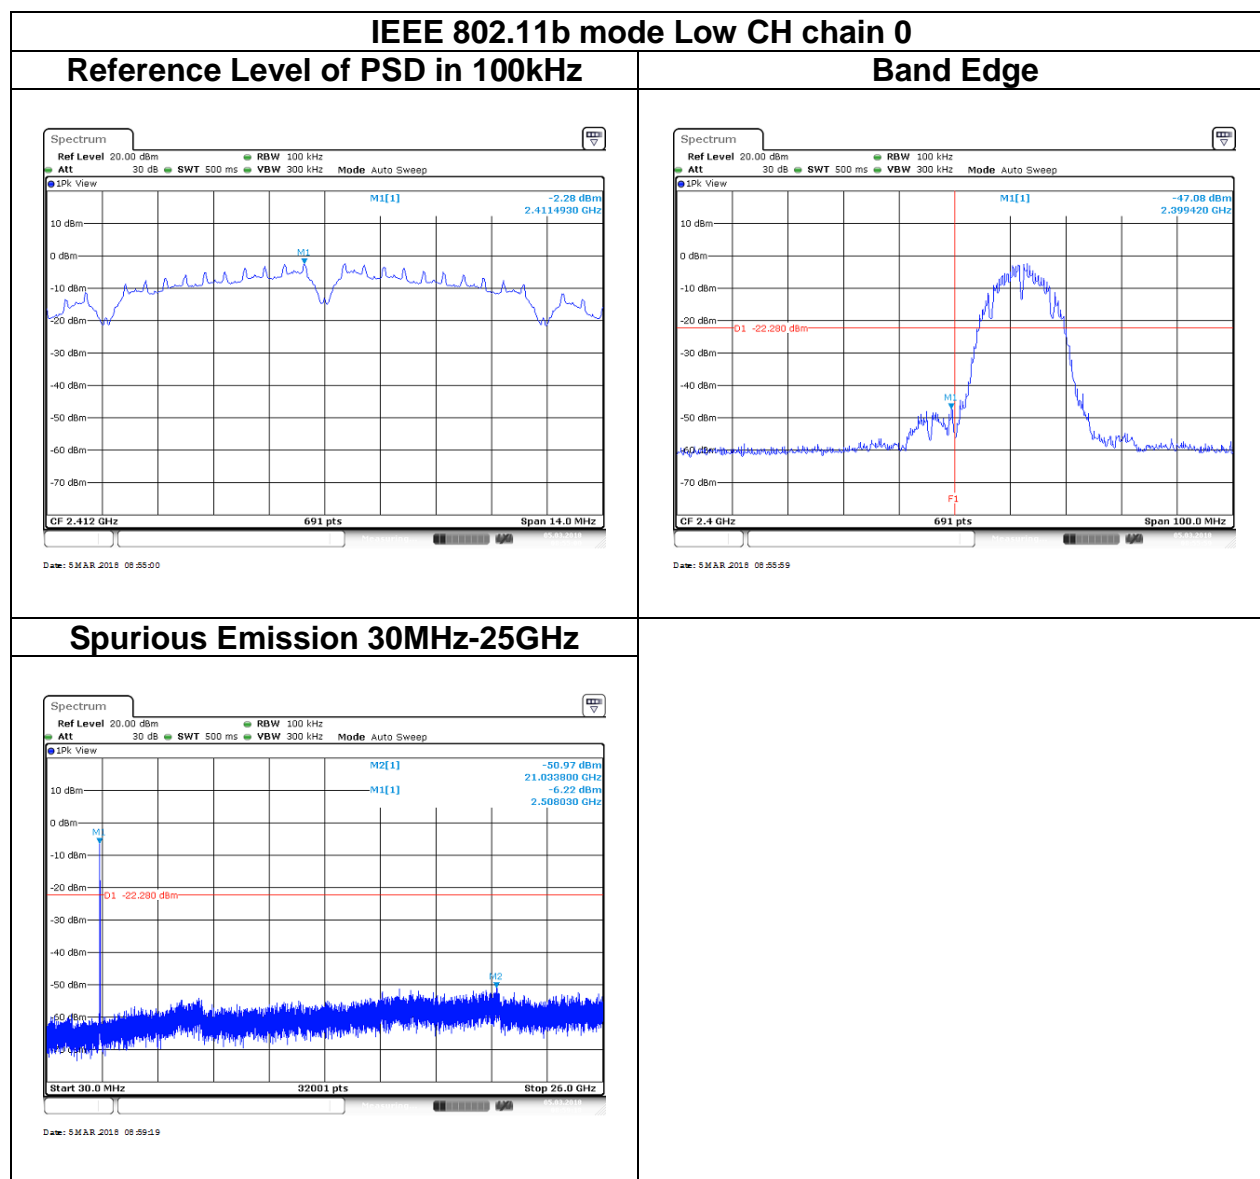 IEEE 802.11b mode Low CH chain 0
Reference Level of PSD in 100kHz
Band Edge
Spectrum
Ref Level 20.00 dBm RBW 100 kHz
Att 30 dB SWT 500 ms VBW 300 kHz Mode Auto Sweep
1Pk View
M1[1] -2.28 dBm
2.4114930 GHz
10 dBm
0 dBm
M1
-10 dBm
-20 dBm
-30 dBm
-40 dBm
-50 dBm
-60 dBm
-70 dBm
CF 2.412 GHz 691 pts Span 14.0 MHz
Date: 5.MAR.2018 08:55:00
Spectrum
Ref Level 20.00 dBm RBW 100 kHz
Att 30 dB SWT 500 ms VBW 300 kHz Mode Auto Sweep
1Pk View
M1[1] -47.08 dBm
2.399420 GHz
10 dBm
0 dBm
-10 dBm
-20 dBm
D1 -22.280 dBm
-30 dBm
-40 dBm
M1
-50 dBm
-60 dBm
-70 dBm
F1
CF 2.4 GHz 691 pts Span 100.0 MHz
Date: 5.MAR.2018 08:55:59
Spurious Emission 30MHz-25GHz
Spectrum
Ref Level 20.00 dBm RBW 100 kHz
Att 30 dB SWT 500 ms VBW 300 kHz Mode Auto Sweep
1Pk View
M2[1] -50.97 dBm
21.033800 GHz
10 dBm M1[1] -6.22 dBm
2.508030 GHz
0 dBm
M1
-10 dBm
-20 dBm
D1 -22.280 dBm
-30 dBm
-40 dBm
-50 dBm
M2
-60 dBm
Start 30.0 MHz 32001 pts Stop 26.0 GHz
Date: 5.MAR.2018 08:59:19